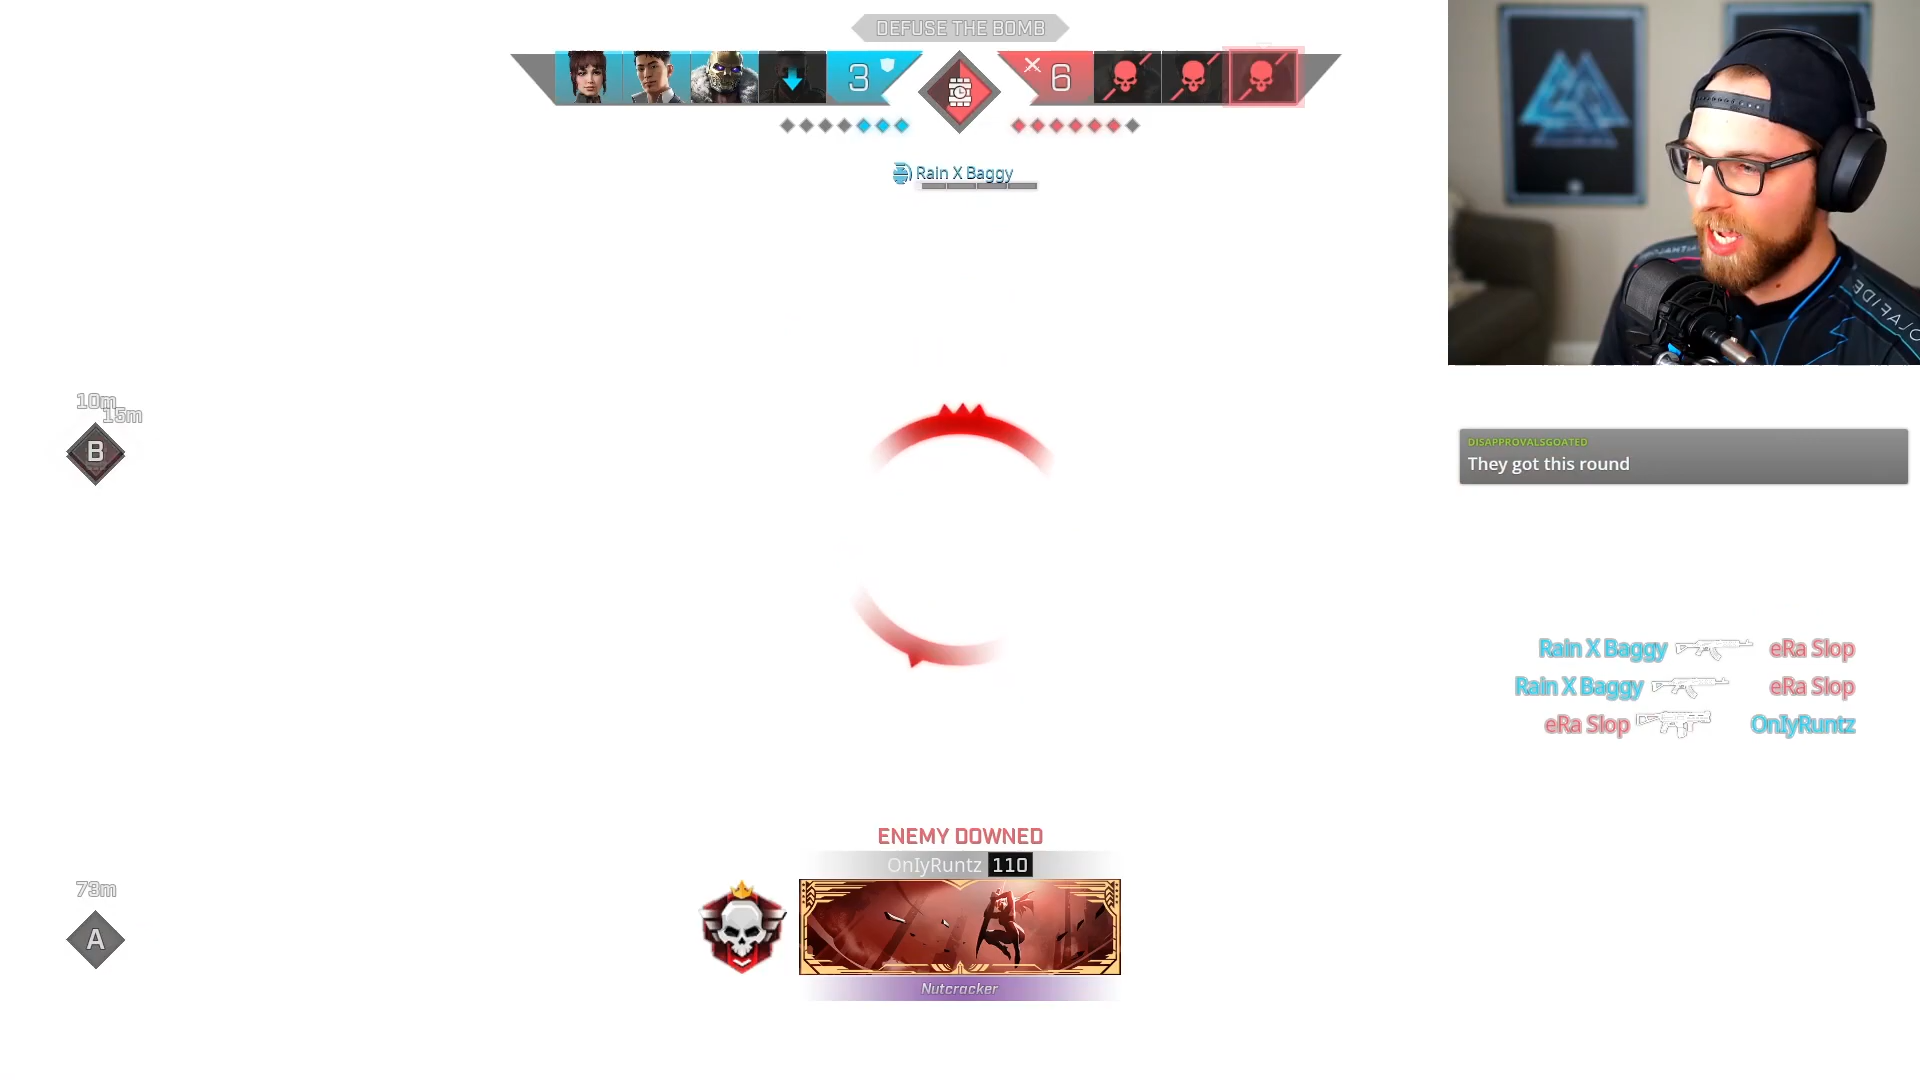 DEFUSE THE BOMB
3
6
Rain X Baggy
10m
15m
B
DISAPPROVALSGOATED
They got this round
Rain X Baggy eRa Slop
Rain X Baggy eRa Slop
eRa Slop OnlyRuntz
ENEMY DOWNED
OnlyRuntz 110
73m
A
Nutcracker